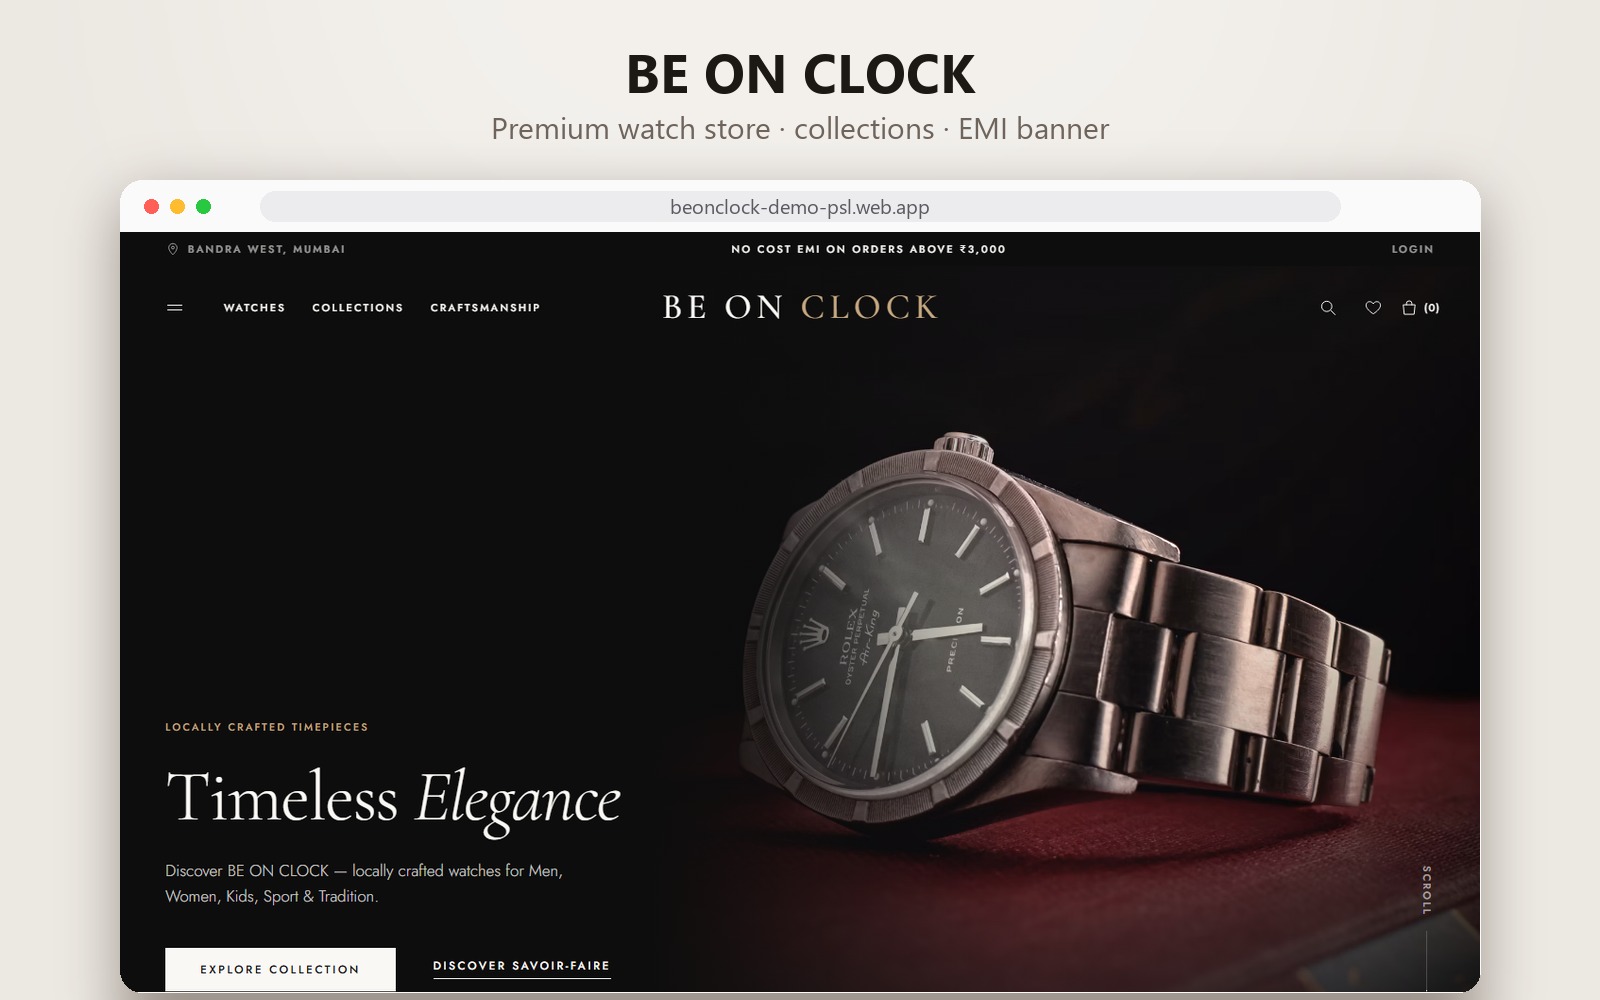 BE ON CLOCK
Premium watch store · collections · EMI banner
beonclock-demo-psl.web.app
BANDRA WEST, MUMBAI
NO COST EMI ON ORDERS ABOVE ₹3,000
LOGIN
WATCHES
COLLECTIONS
CRAFTSMANSHIP
BE ON CLOCK
(0)
ROLEX
OYSTER PERPETUAL
Air-King
LOCALLY CRAFTED TIMEPIECES
Timeless Elegance
Discover BE ON CLOCK — locally crafted watches for Men,
Women, Kids, Sport & Tradition.
EXPLORE COLLECTION
DISCOVER SAVOIR-FAIRE
SCROLL